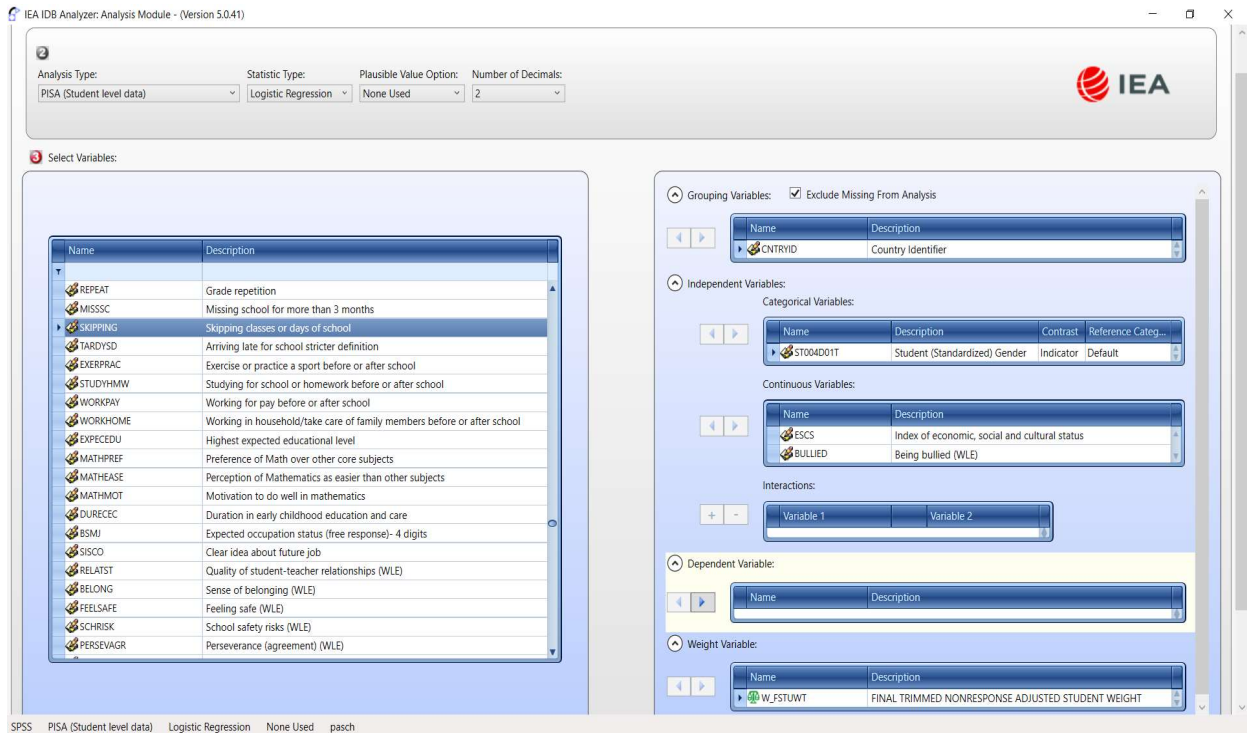 IEA IDB Analyzer: Analysis Module - (Version 5.0.41)
2
Analysis Type: Statistic Type: Plausible Value Option: Number of Decimals:
PISA (Student level data) Logistic Regression None Used 2
IEA
3 Select Variables:
Name Description
REPEAT Grade repetition
MISSSC Missing school for more than 3 months
SKIPPING Skipping classes or days of school
TARDYSD Arriving late for school stricter definition
EXERPRAC Exercise or practice a sport before or after school
STUDYHMW Studying for school or homework before or after school
WORKPAY Working for pay before or after school
WORKHOME Working in household/take care of family members before or after school
EXPECEDU Highest expected educational level
MATHPREF Preference of Math over other core subjects
MATHEASE Perception of Mathematics as easier than other subjects
MATHMOT Motivation to do well in mathematics
DURECEC Duration in early childhood education and care
BSMJ Expected occupation status (free response)- 4 digits
SISCO Clear idea about future job
RELATST Quality of student-teacher relationships (WLE)
BELONG Sense of belonging (WLE)
FEELSAFE Feeling safe (WLE)
SCHRISK School safety risks (WLE)
PERSEVAGR Perseverance (agreement) (WLE)
Grouping Variables: Exclude Missing From Analysis
Name Description
CNTRYID Country Identifier
Independent Variables:
Categorical Variables:
Name Description Contrast Reference Categ...
ST004D01T Student (Standardized) Gender Indicator Default
Continuous Variables:
Name Description
ESCS Index of economic, social and cultural status
BULLIED Being bullied (WLE)
Interactions:
+ - Variable 1 Variable 2
Dependent Variable:
Name Description
Weight Variable:
Name Description
W_FSTUWT FINAL TRIMMED NONRESPONSE ADJUSTED STUDENT WEIGHT
SPSS PISA (Student level data) Logistic Regression None Used pasch